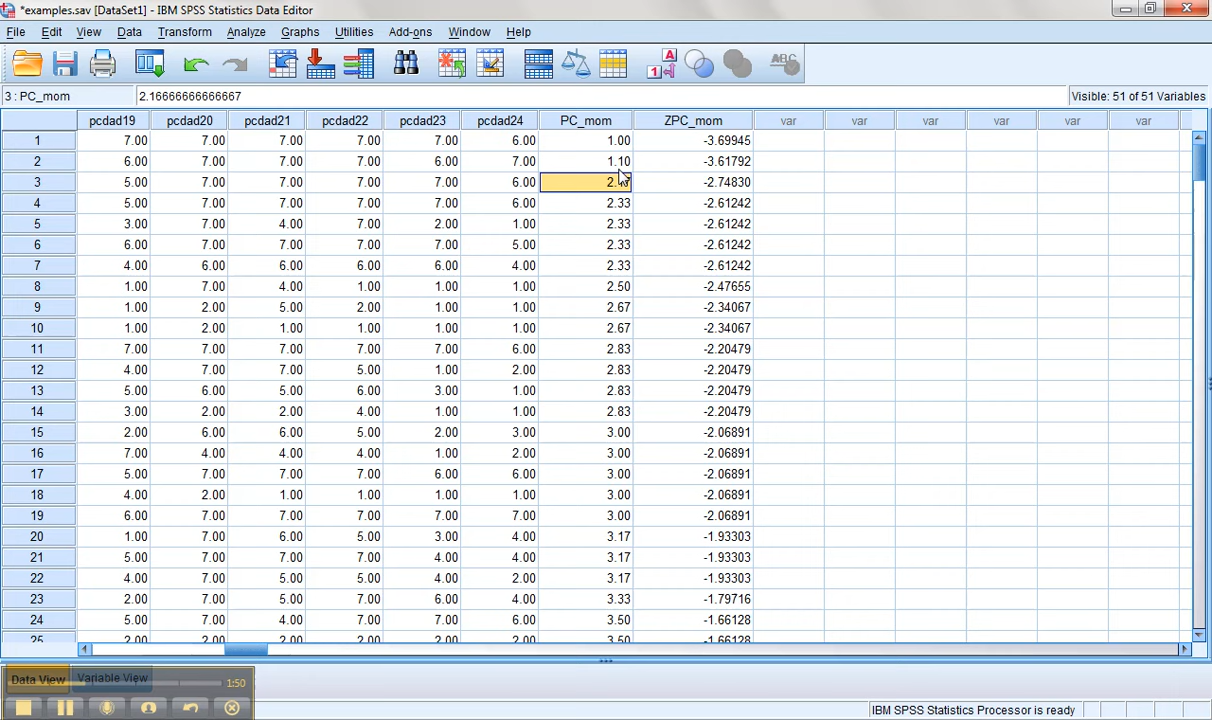 *examples.sav [DataSet1] - IBM SPSS Statistics Data Editor
File Edit View Data Transform Analyze Graphs Utilities Add-ons Window Help
3 : PC_mom 2.16666666666667 Visible: 51 of 51 Variables
pcdad19 pcdad20 pcdad21 pcdad22 pcdad23 pcdad24 PC_mom ZPC_mom var var var var var
1 7.00 7.00 7.00 7.00 7.00 6.00 1.00 -3.69945
2 6.00 7.00 7.00 7.00 6.00 7.00 1.10 -3.61792
3 5.00 7.00 7.00 7.00 7.00 6.00 -2.74830
4 5.00 7.00 7.00 7.00 7.00 6.00 2.33 -2.61242
5 3.00 7.00 4.00 7.00 2.00 1.00 2.33 -2.61242
6 6.00 7.00 7.00 7.00 7.00 5.00 2.33 -2.61242
7 4.00 6.00 6.00 6.00 6.00 4.00 2.33 -2.61242
8 1.00 7.00 4.00 1.00 1.00 1.00 2.50 -2.47655
9 1.00 2.00 5.00 2.00 1.00 1.00 2.67 -2.34067
10 1.00 2.00 1.00 1.00 1.00 1.00 2.67 -2.34067
11 7.00 7.00 7.00 7.00 7.00 6.00 2.83 -2.20479
12 4.00 7.00 7.00 5.00 1.00 2.00 2.83 -2.20479
13 5.00 6.00 5.00 6.00 3.00 1.00 2.83 -2.20479
14 3.00 2.00 2.00 4.00 1.00 1.00 2.83 -2.20479
15 2.00 6.00 6.00 5.00 2.00 3.00 3.00 -2.06891
16 7.00 4.00 4.00 4.00 1.00 2.00 3.00 -2.06891
17 5.00 7.00 7.00 7.00 6.00 6.00 3.00 -2.06891
18 4.00 2.00 1.00 1.00 1.00 1.00 3.00 -2.06891
19 6.00 7.00 7.00 7.00 7.00 7.00 3.00 -2.06891
20 1.00 7.00 6.00 5.00 3.00 4.00 3.17 -1.93303
21 5.00 7.00 7.00 7.00 4.00 4.00 3.17 -1.93303
22 4.00 7.00 5.00 5.00 4.00 2.00 3.17 -1.93303
23 2.00 7.00 5.00 7.00 6.00 4.00 3.33 -1.79716
24 5.00 7.00 4.00 7.00 7.00 6.00 3.50 -1.66128
25 2.00 2.00 2.00 2.00 2.00 2.00 3.50 -1.66128
Data View Variable View 1:50
IBM SPSS Statistics Processor is ready